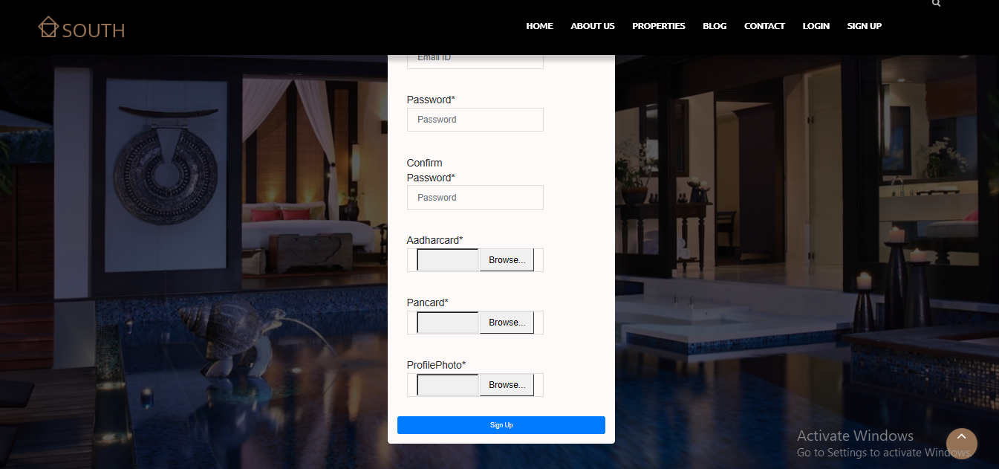 SOUTH
HOME ABOUT US PROPERTIES BLOG CONTACT LOGIN SIGN UP
Email ID
Password*
Password
Confirm
Password*
Password
Aadharcard*
Browse...
Pancard*
Browse...
ProfilePhoto*
Browse...
Sign Up
Activate Windows
Go to Settings to activate Windows.